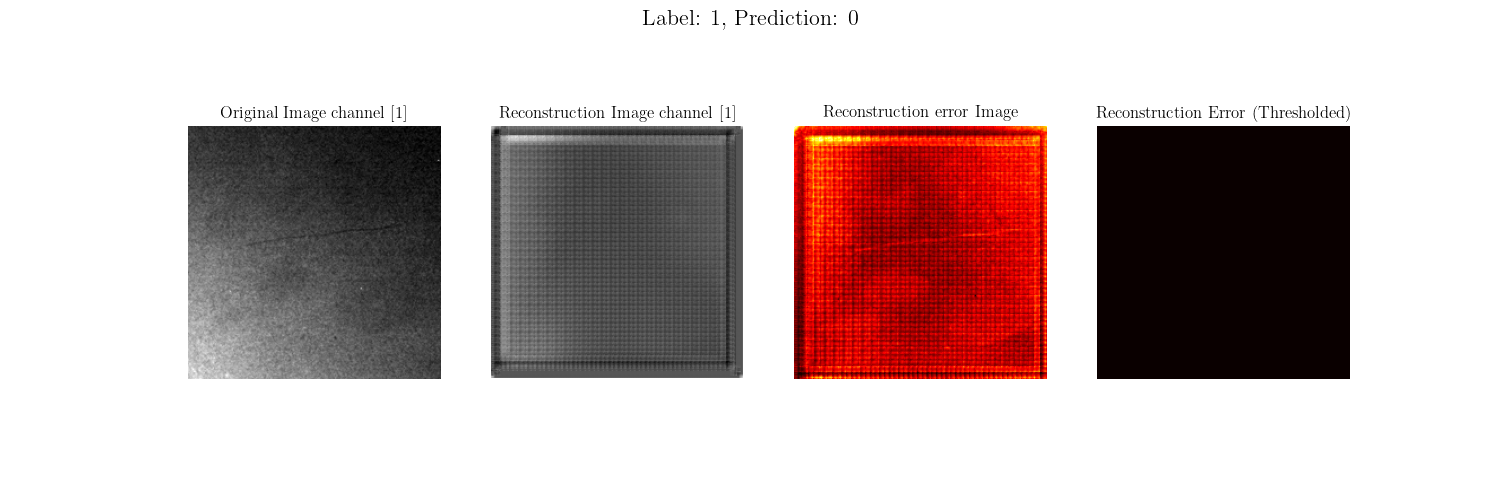 Label: 1, Prediction: 0
Original Image channel [1]
Reconstruction Image channel [1]
Reconstruction error Image
Reconstruction Error (Thresholded)